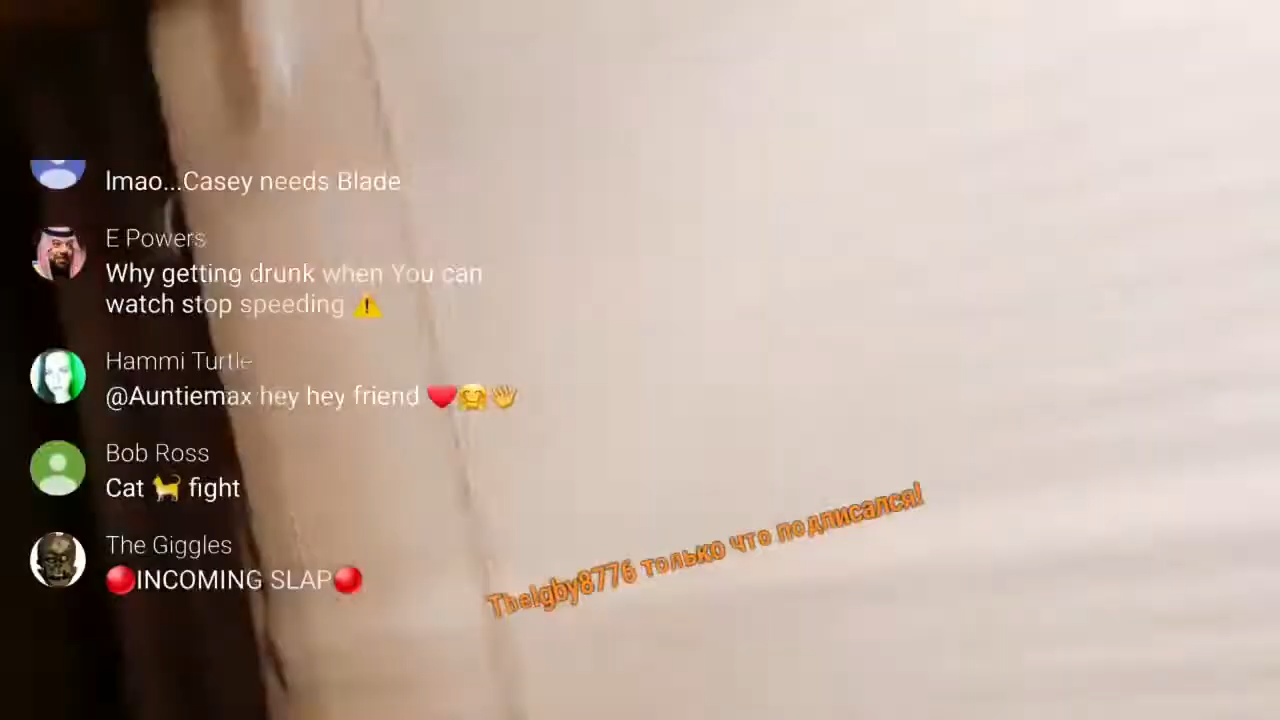 lmao...Casey needs Blade
E Powers
Why getting drunk when You can
watch stop speeding ⚠️
Hammi Turtle
@Auntiemax hey hey friend ❤️🤗👋
Bob Ross
Cat 🐈 fight
The Giggles
🔴INCOMING SLAP🔴
TheIgby8776 только что подписался!